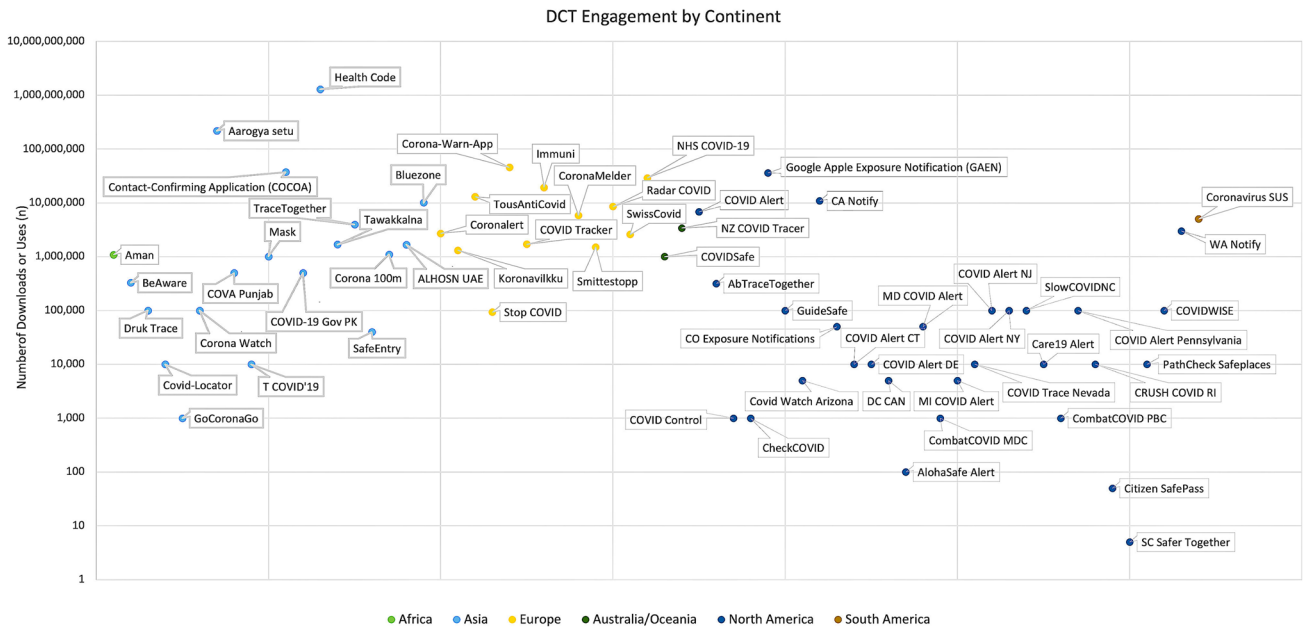 DCT Engagement by Continent
Numberof Downloads or Uses (n)
10,000,000,000
1,000,000,000
100,000,000
10,000,000
1,000,000
100,000
10,000
1,000
100
10
1
Health Code
Aarogya setu
Corona-Warn-App
Immuni
NHS COVID-19
Contact-Confirming Application (COCOA)
Bluezone
CoronaMelder
Radar COVID
Google Apple Exposure Notification (GAEN)
TraceTogether
Tawakkalna
TousAntiCovid
SwissCovid
COVID Alert
CA Notify
Coronavirus SUS
Mask
Coronalert
COVID Tracker
NZ COVID Tracer
WA Notify
Aman
BeAware
COVA Punjab
Corona 100m
ALHOSN UAE
Koronavilkku
Smittestopp
COVIDSafe
AbTraceTogether
COVID Alert NJ
SlowCOVIDNC
MD COVID Alert
Druk Trace
Corona Watch
COVID-19 Gov PK
SafeEntry
Stop COVID
GuideSafe
CO Exposure Notifications
COVID Alert CT
COVID Alert NY
Care19 Alert
COVID Alert Pennsylvania
COVIDWISE
Covid-Locator
T COVID'19
COVID Alert DE
COVID Trace Nevada
CRUSH COVID RI
PathCheck Safeplaces
GoCoronaGo
COVID Control
CheckCOVID
Covid Watch Arizona
DC CAN
MI COVID Alert
CombatCOVID MDC
CombatCOVID PBC
AlohaSafe Alert
Citizen SafePass
SC Safer Together
Africa
Asia
Europe
Australia/Oceania
North America
South America